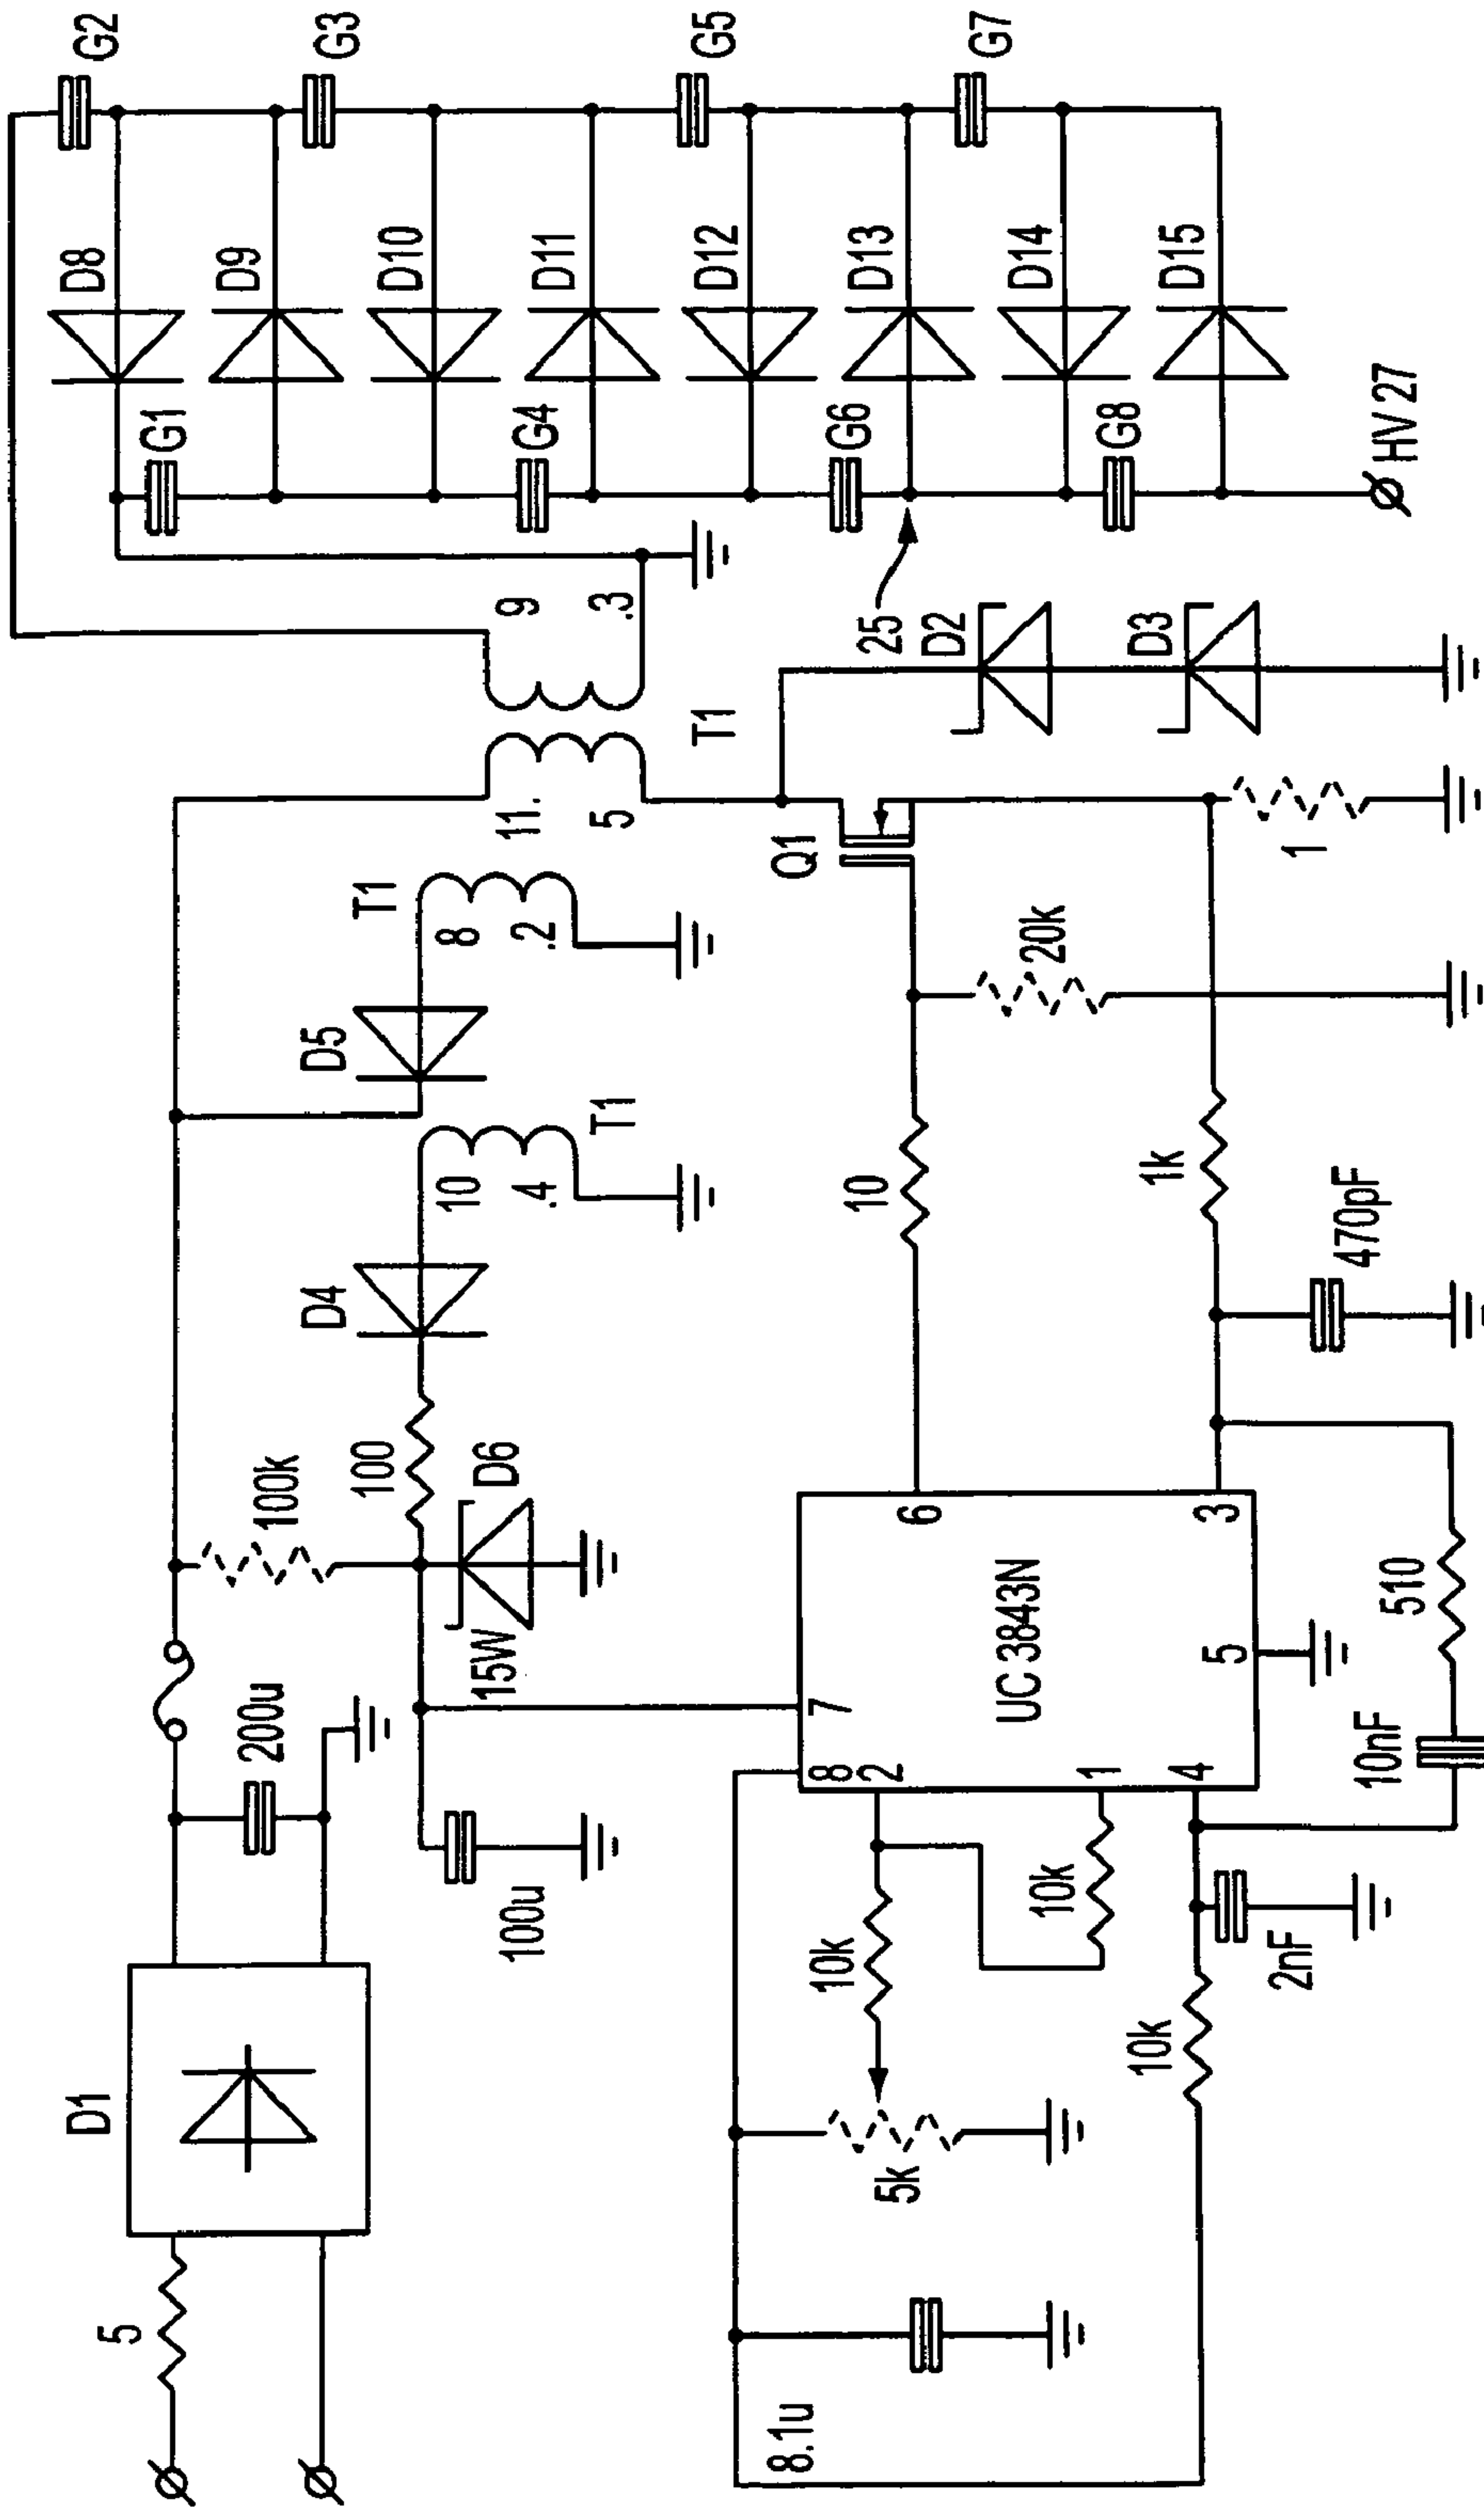 D1
5
200u
100k
D4
D5
100
D6
15W
100u
10
.4
T1
8
.2
T1
11.
5
T1
9
.3
G2
G3
G5
G7
D8
D9
D10
D11
D12
D13
D14
D15
G1
G4
G6
G8
25
HV 27
D2
D3
Q1
20k
1
10
1k
470pF
510
10nF
UC3843N
7
8
2
1
4
5
6
3
10k
10k
5k
10k
2nF
8.1u